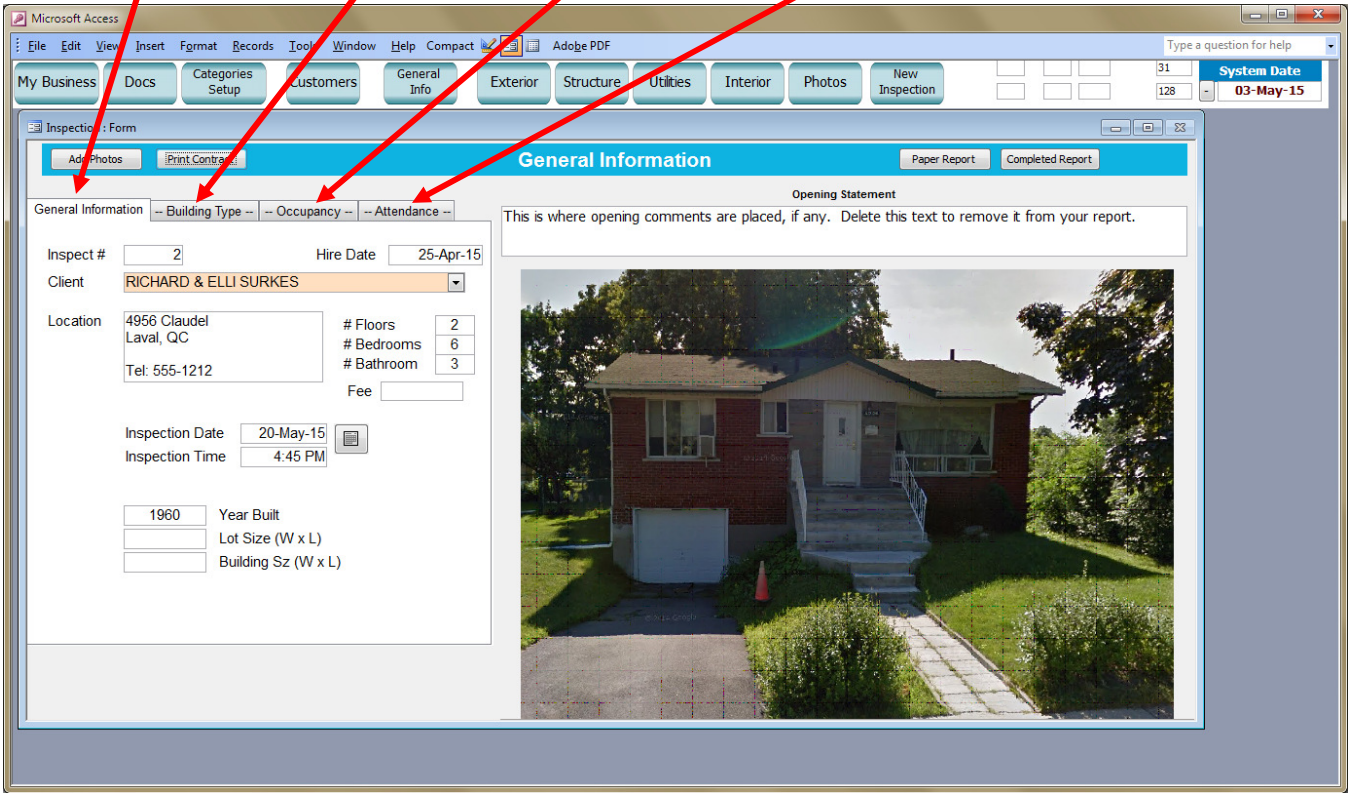 Microsoft Access
File Edit View Insert Format Records Tools Window Help Compact Adobe PDF
Type a question for help
My Business Docs Categories Setup Customers General Info Exterior Structure Utilities Interior Photos New Inspection
31
System Date
128 - 03-May-15
Inspection : Form
Add Photos Print Contract General Information Paper Report Completed Report
General Information -- Building Type -- -- Occupancy -- -- Attendance --
Opening Statement
This is where opening comments are placed, if any. Delete this text to remove it from your report.
Inspect # 2 Hire Date 25-Apr-15
Client RICHARD & ELLI SURKES
Location 4956 Claudel
Laval, QC
Tel: 555-1212
# Floors 2
# Bedrooms 6
# Bathroom 3
Fee
Inspection Date 20-May-15
Inspection Time 4:45 PM
1960 Year Built
Lot Size (W x L)
Building Sz (W x L)